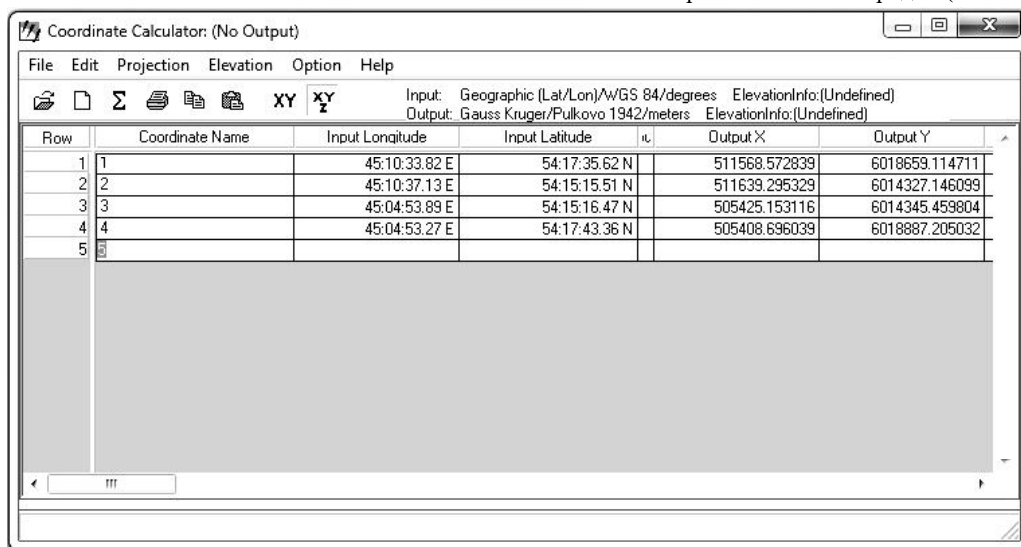 Coordinate Calculator: (No Output)
File Edit Projection Elevation Option Help
XY XYZ Input: Geographic (Lat/Lon)/WGS 84/degrees ElevationInfo:(Undefined)
Output: Gauss Kruger/Pulkovo 1942/meters ElevationInfo:(Undefined)
Row Coordinate Name Input Longitude Input Latitude Output X Output Y
1 1 45:10:33.82 E 54:17:35.62 N 511568.572839 6018659.114711
2 2 45:10:37.13 E 54:15:15.51 N 511639.295329 6014327.146099
3 3 45:04:53.89 E 54:15:16.47 N 505425.153116 6014345.459804
4 4 45:04:53.27 E 54:17:43.36 N 505408.696039 6018887.205032
5 5